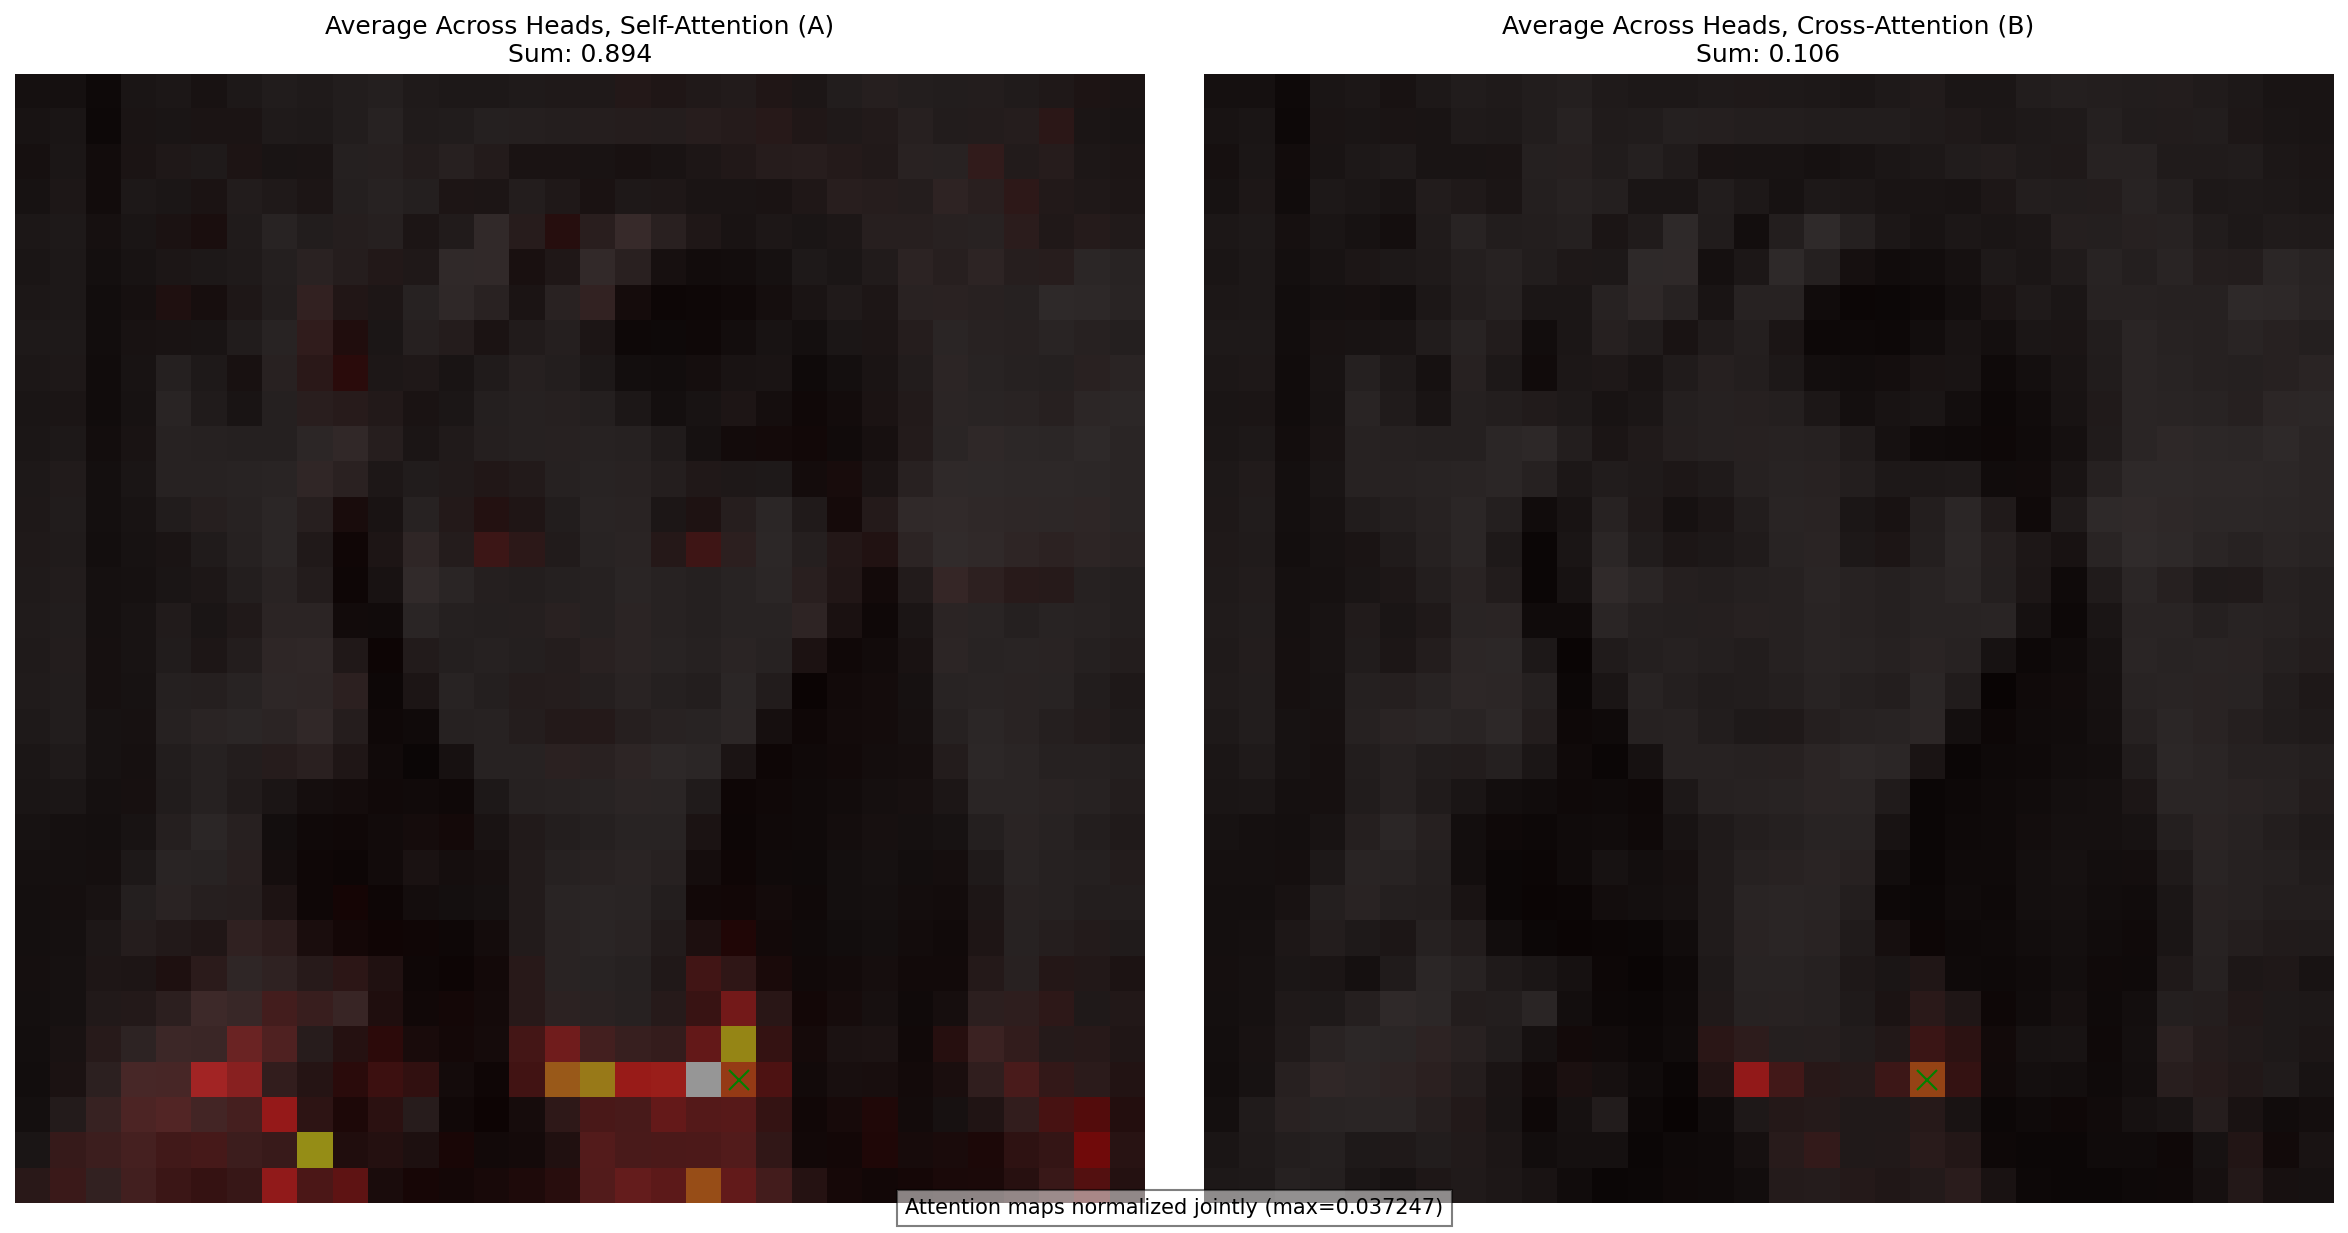 Average Across Heads, Self-Attention (A)
Sum: 0.894
Average Across Heads, Cross-Attention (B)
Sum: 0.106
Attention maps normalized jointly (max=0.037247)